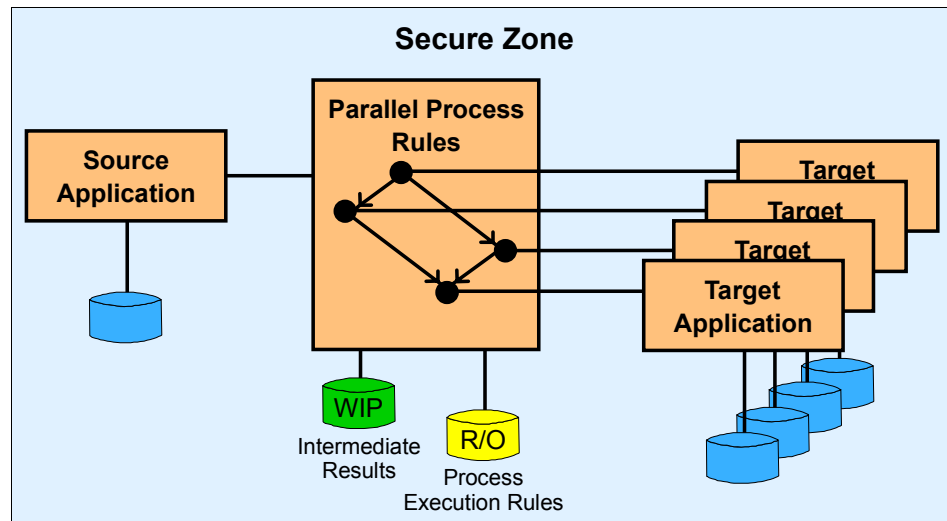 Secure Zone
Parallel Process
Rules
Source
Application
Target
Target
Target
Target
Application
WIP
Intermediate
Results
R/O
Process
Execution Rules